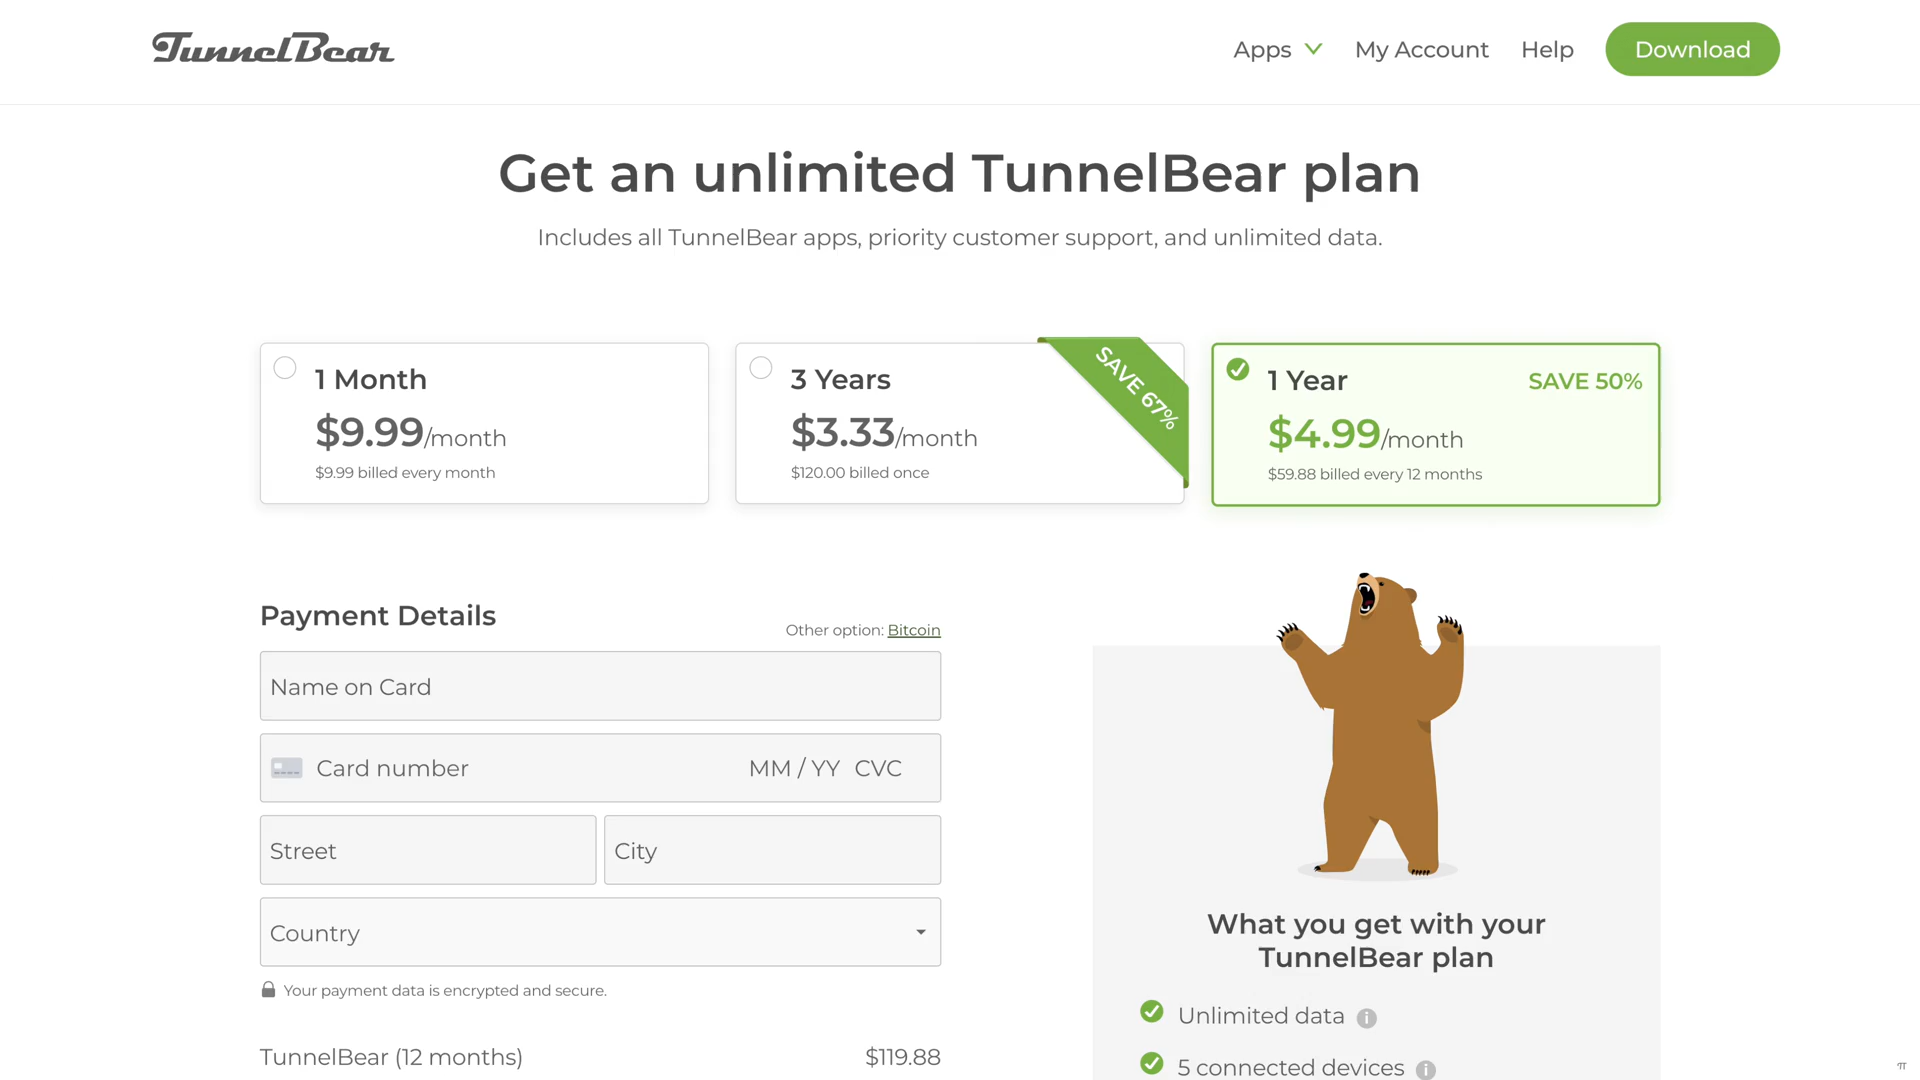 TunnelBear
Apps My Account Help Download
Get an unlimited TunnelBear plan
Includes all TunnelBear apps, priority customer support, and unlimited data.
1 Month
$9.99/month
$9.99 billed every month
3 Years
$3.33/month
$120.00 billed once
SAVE 67%
1 Year SAVE 50%
$4.99/month
$59.88 billed every 12 months
Payment Details
Other option: Bitcoin
Name on Card
Card number MM / YY CVC
Street City
Country
Your payment data is encrypted and secure.
TunnelBear (12 months) $119.88
What you get with your
TunnelBear plan
Unlimited data
5 connected devices
π